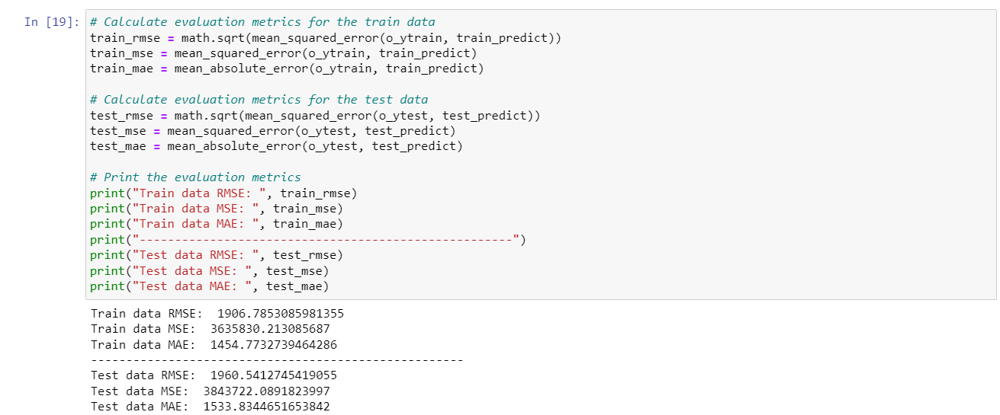 In [19]: # Calculate evaluation metrics for the train data
train_rmse = math.sqrt(mean_squared_error(o_ytrain, train_predict))
train_mse = mean_squared_error(o_ytrain, train_predict)
train_mae = mean_absolute_error(o_ytrain, train_predict)

# Calculate evaluation metrics for the test data
test_rmse = math.sqrt(mean_squared_error(o_ytest, test_predict))
test_mse = mean_squared_error(o_ytest, test_predict)
test_mae = mean_absolute_error(o_ytest, test_predict)

# Print the evaluation metrics
print("Train data RMSE: ", train_rmse)
print("Train data MSE: ", train_mse)
print("Train data MAE: ", train_mae)
print("-----------------------------------------------------")
print("Test data RMSE: ", test_rmse)
print("Test data MSE: ", test_mse)
print("Test data MAE: ", test_mae)
Train data RMSE:  1906.7853085981355
Train data MSE:  3635830.213085687
Train data MAE:  1454.7732739464286
-----------------------------------------------------
Test data RMSE:  1960.5412745419055
Test data MSE:  3843722.0891823997
Test data MAE:  1533.8344651653842